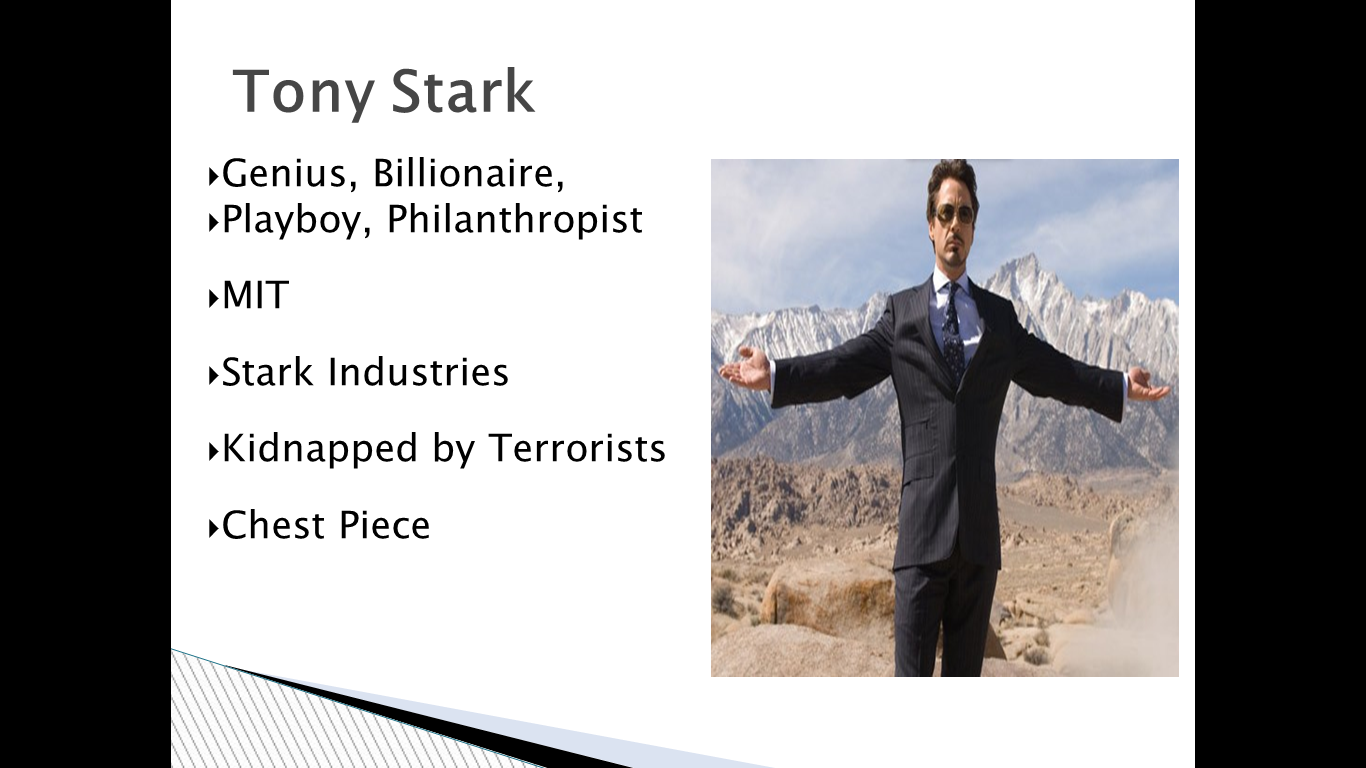 Tony Stark
‣Genius, Billionaire,
‣Playboy, Philanthropist
‣MIT
‣Stark Industries
‣Kidnapped by Terrorists
‣Chest Piece